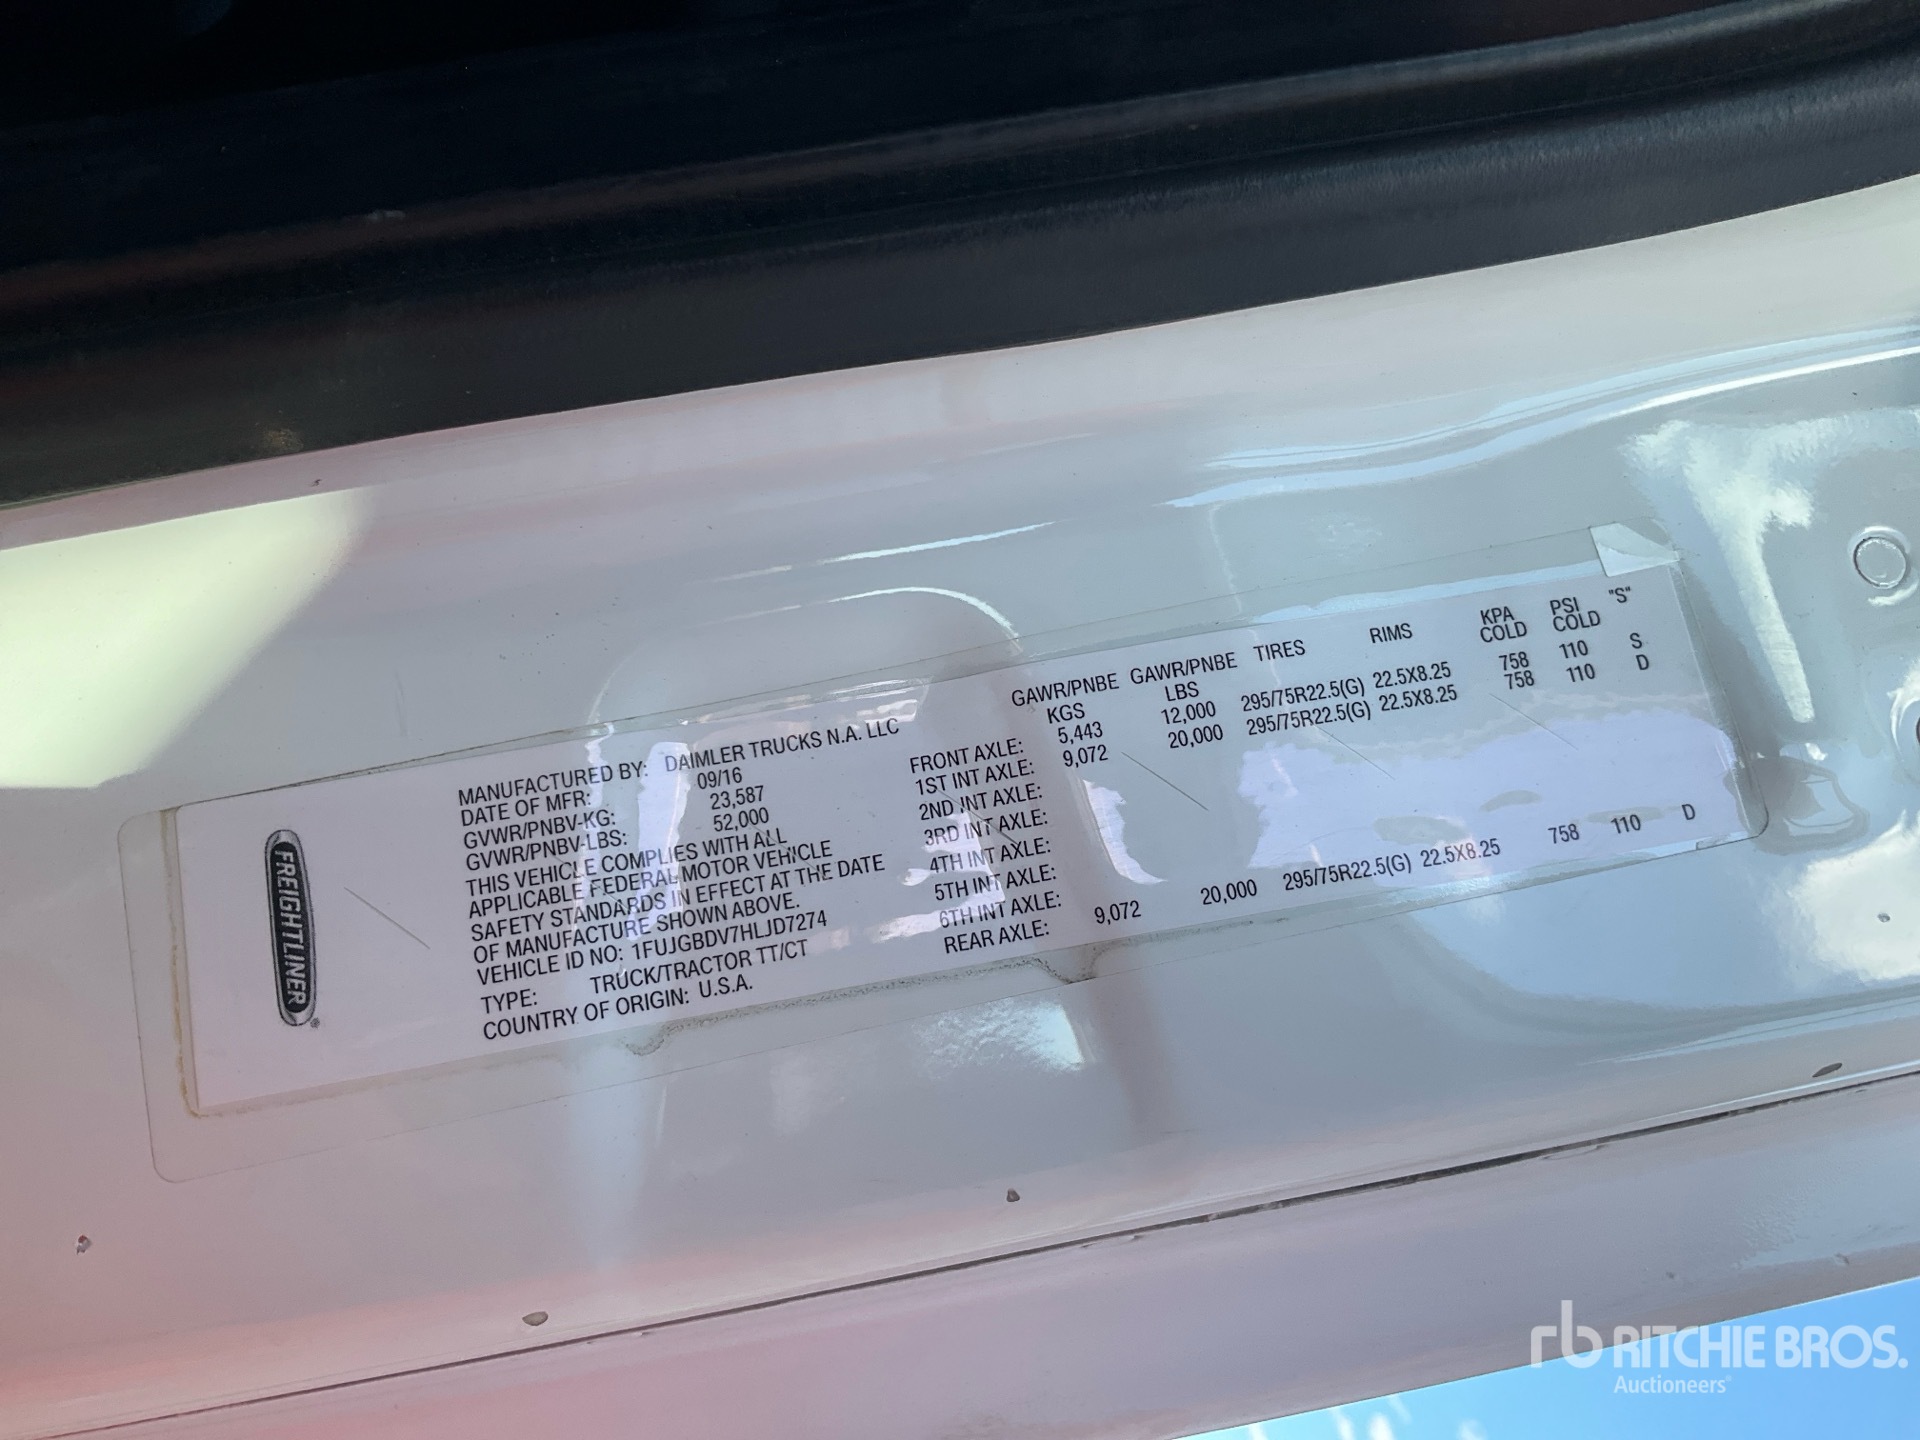 FREIGHTLINER®
MANUFACTURED BY: DAIMLER TRUCKS N.A. LLC
DATE OF MFR: 09/16
GVWR/PNBV-KG: 23,587
GVWR/PNBV-LBS: 52,000
THIS VEHICLE COMPLIES WITH ALL
APPLICABLE FEDERAL MOTOR VEHICLE
SAFETY STANDARDS IN EFFECT AT THE DATE
OF MANUFACTURE SHOWN ABOVE.
VEHICLE ID NO: 1FUJGBDV7HLJD7274
TYPE: TRUCK/TRACTOR TT/CT
COUNTRY OF ORIGIN: U.S.A.
GAWR/PNBE GAWR/PNBE TIRES RIMS KPA PSI "S"
KGS LBS COLD COLD
FRONT AXLE: 5,443 12,000 295/75R22.5(G) 22.5X8.25 758 110 S
1ST INT AXLE: 9,072 20,000 295/75R22.5(G) 22.5X8.25 758 110 D
2ND INT AXLE:
3RD INT AXLE:
4TH INT AXLE:
5TH INT AXLE:
6TH INT AXLE:
REAR AXLE: 9,072 20,000 295/75R22.5(G) 22.5X8.25 758 110 D
rb RITCHIE BROS.
Auctioneers®